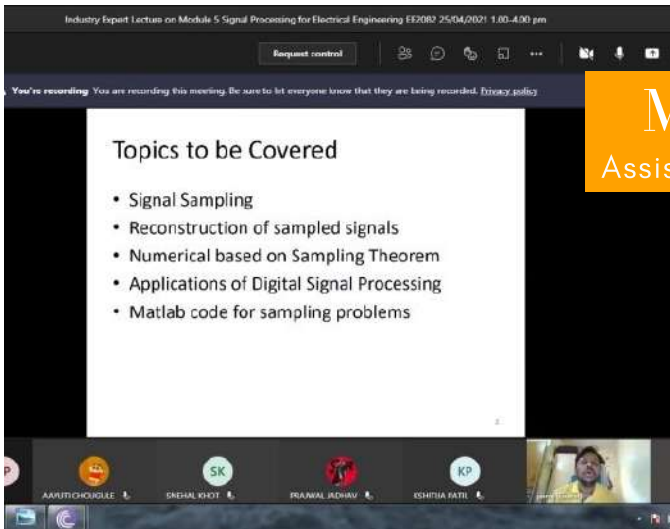 Industry Expert Lecture on Module 5 Signal Processing for Electrical Engineering EE2082 25/04/2021 1.00-4.00 pm
Request control
You're recording You are recording this meeting. Be sure to let everyone know that they are being recorded. Privacy policy
M
Assis
Topics to be Covered
• Signal Sampling
• Reconstruction of sampled signals
• Numerical based on Sampling Theorem
• Applications of Digital Signal Processing
• Matlab code for sampling problems
P
SK
KP
AARUTI CHOUGULE
SNEHAL KHOT
PRAJWAL JADHAV
KSHITIJA PATIL